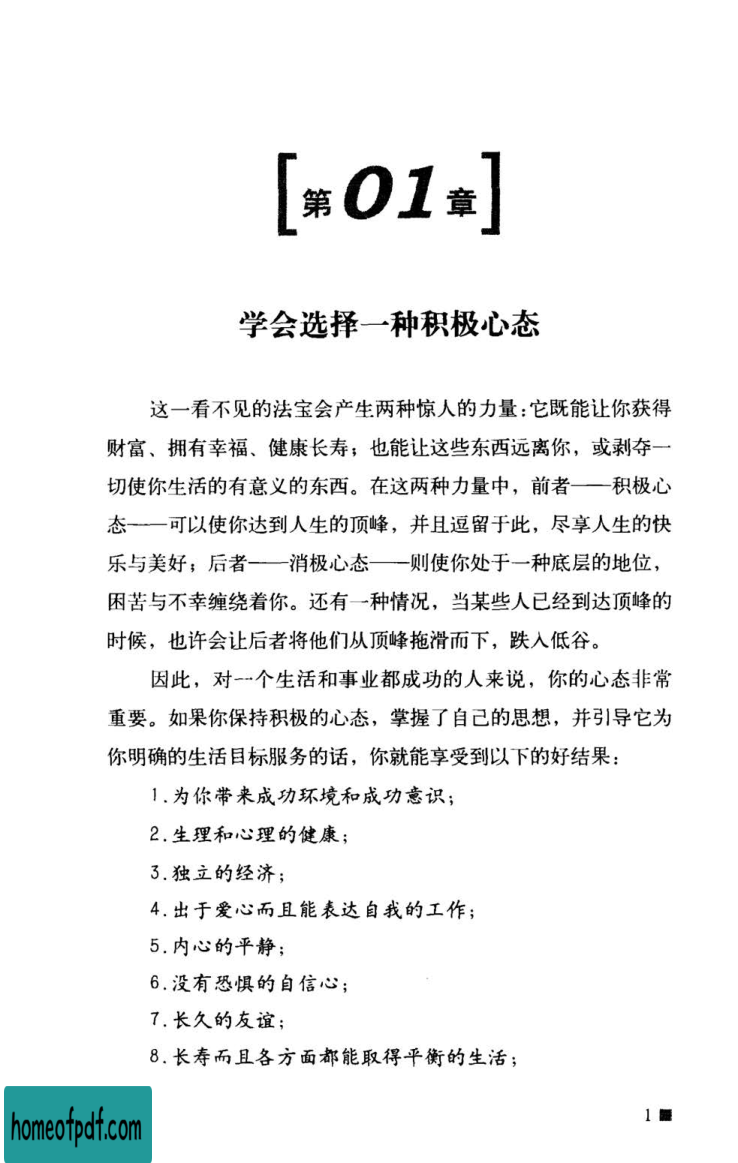 第01章
学会选择一种积极心态
这一看不见的法宝会产生两种惊人的力量：它既能让你获得
财富、拥有幸福、健康长寿；也能让这些东西远离你，或剥夺一
切使你生活的有意义的东西。在这两种力量中，前者——积极心
态——可以使你达到人生的顶峰，并且逗留于此，尽享人生的快
乐与美好；后者——消极心态——则使你处于一种底层的地位，
困苦与不幸缠绕着你。还有一种情况，当某些人已经到达顶峰的
时候，也许会让后者将他们从顶峰拖滑而下，跌入低谷。
因此，对一个生活和事业都成功的人来说，你的心态非常
重要。如果你保持积极的心态，掌握了自己的思想，并引导它为
你明确的生活目标服务的话，你就能享受到以下的好结果：
1.为你带来成功环境和成功意识；
2.生理和心理的健康；
3.独立的经济；
4.出于爱心而且能表达自我的工作；
5.内心的平静；
6.没有恐惧的自信心；
7.长久的友谊；
8.长寿而且各方面都能取得平衡的生活；
1
homeofpdf.com